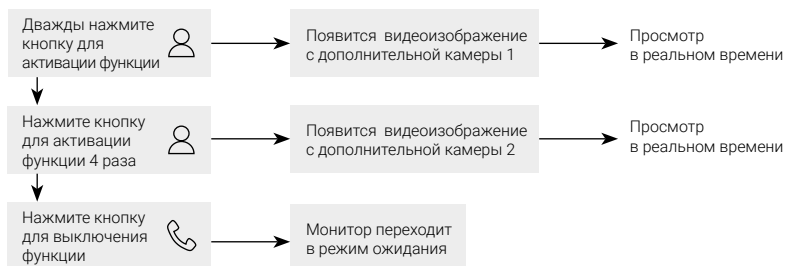 Дважды нажмите
кнопку для
активации функции
Появится видеоизображение
с дополнительной камеры 1
Просмотр
в реальном времени
Нажмите кнопку
для активации
функции 4 раза
Появится видеоизображение
с дополнительной камеры 2
Просмотр
в реальном времени
Нажмите кнопку
для выключения
функции
Монитор переходит
в режим ожидания